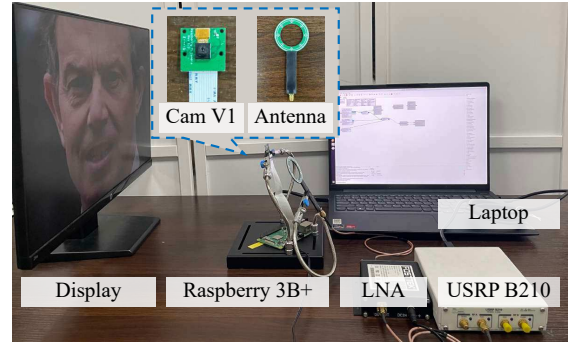 Cam V1
Antenna
Laptop
Display
Raspberry 3B+
LNA
USRP B210